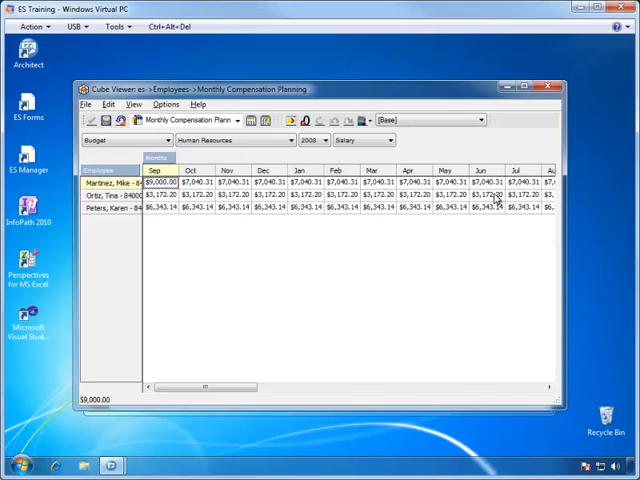 ES Training - Windows Virtual PC
Action USB Tools Ctrl+Alt+Del
Architect
ES Forms
ES Manager
InfoPath 2010
Perspectives
for MS Excel
Microsoft
Visual Stud...
Cube Viewer: es->Employees->Monthly Compensation Planning
File Edit View Options Help
Monthly Compensation Plann [Base]
Budget Human Resources 2008 Salary
Months
Employee Sep Oct Nov Dec Jan Feb Mar Apr May Jun Jul Au
Martinez, Mike - 84 $9,000.00 $7,040.31 $7,040.31 $7,040.31 $7,040.31 $7,040.31 $7,040.31 $7,040.31 $7,040.31 $7,040.31 $7,040.31 $7,
Ortiz, Tina - 84000 $3,172.20 $3,172.20 $3,172.20 $3,172.20 $3,172.20 $3,172.20 $3,172.20 $3,172.20 $3,172.20 $3,172.20 $3,172.20 $3,
Peters, Karen - 84 $6,343.14 $6,343.14 $6,343.14 $6,343.14 $6,343.14 $6,343.14 $6,343.14 $6,343.14 $6,343.14 $6,343.14 $6,343.14 $6,
$9,000.00
Recycle Bin